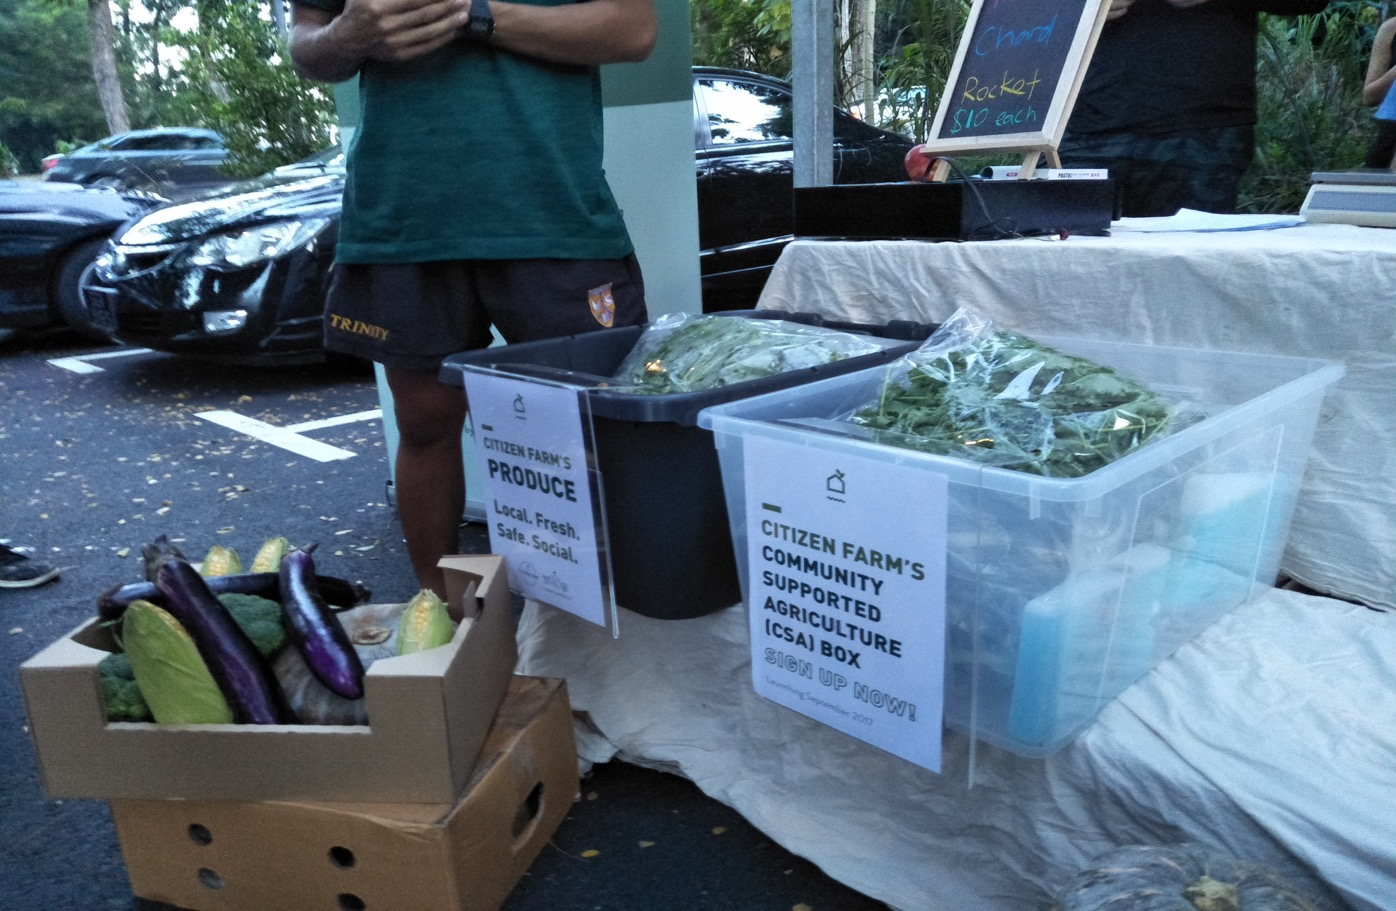 Chard
Rocket
$10 each
TRINITY
CITIZEN FARM'S
PRODUCE
Local. Fresh.
Safe. Social.
CITIZEN FARM'S
COMMUNITY
SUPPORTED
AGRICULTURE
(CSA) BOX
SIGN UP NOW!
Launching September 2017